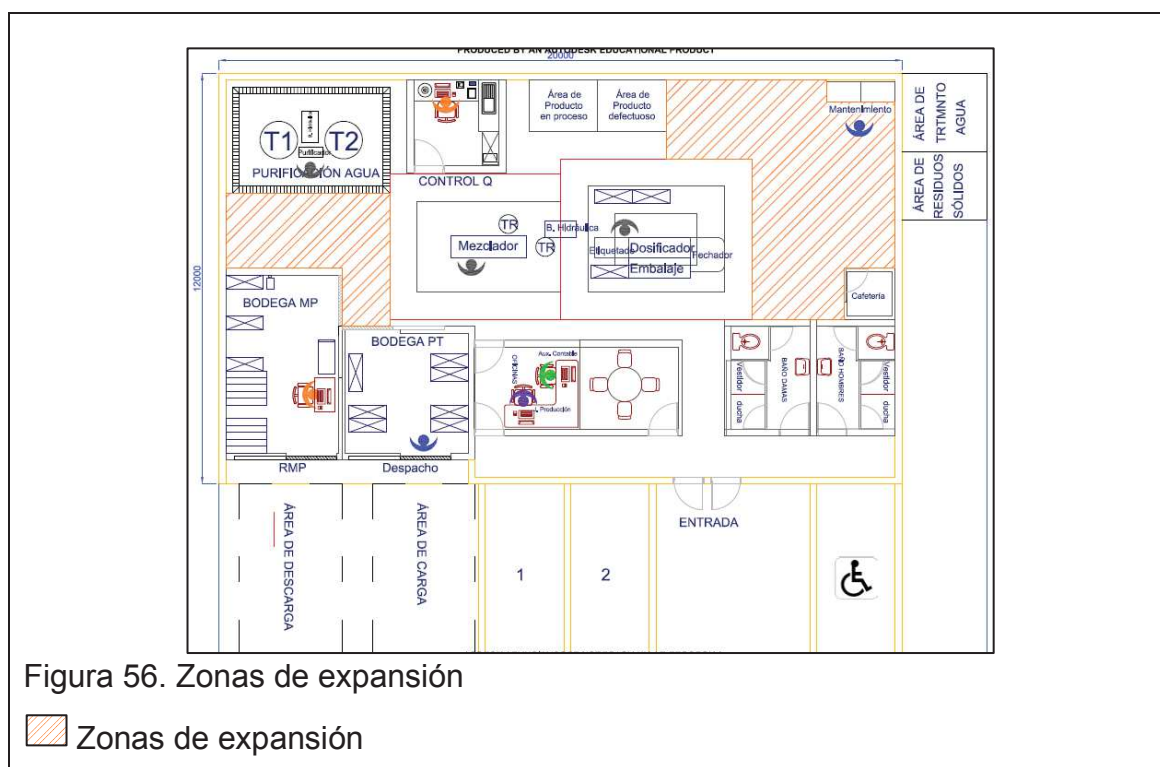 PRODUCED BY AN AUTODESK EDUCATIONAL PRODUCT
20000
12000
T1
T2
Purificador
PURIFICACIÓN AGUA
CONTROL Q
Área de
Producto
en proceso
Área de
Producto
defectuoso
Mantenimiento
ÁREA DE
TRTMNTO
AGUA
ÁREA DE
RESIDUOS
SÓLIDOS
TR
B. Hidráulica
Mezclador
TR
Etiquetado
Dosificador
Fechador
Embalaje
Cafetería
BODEGA MP
BODEGA PT
OFICINAS
Aux. Contable
Producción
Vestidor
ducha
BAÑO DAMAS
BAÑO HOMBRES
Vestidor
ducha
RMP
Despacho
ÁREA DE DESCARGA
ÁREA DE CARGA
1
2
ENTRADA
Figura 56. Zonas de expansión
Zonas de expansión